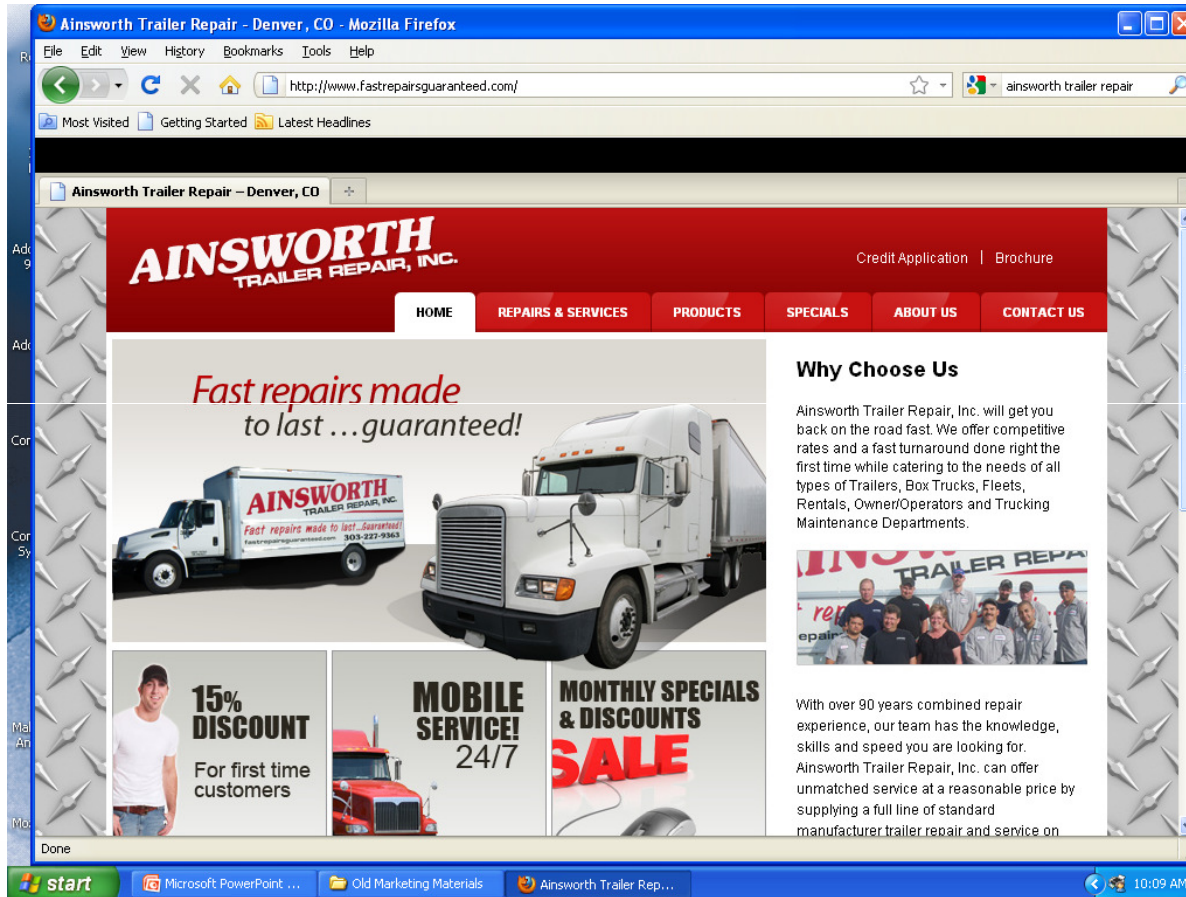 Ainsworth Trailer Repair - Denver, CO - Mozilla Firefox
File Edit View History Bookmarks Tools Help
http://www.fastrepairsguaranteed.com/
ainsworth trailer repair
Most Visited Getting Started Latest Headlines
Ainsworth Trailer Repair – Denver, CO
AINSWORTH
TRAILER REPAIR, INC.
Credit Application | Brochure
HOME REPAIRS & SERVICES PRODUCTS SPECIALS ABOUT US CONTACT US
Fast repairs made
to last ...guaranteed!
AINSWORTH
TRAILER REPAIR, INC.
Fast repairs made to last...Guaranteed!
fastrepairsguaranteed.com 303-227-9363
Why Choose Us
Ainsworth Trailer Repair, Inc. will get you
back on the road fast. We offer competitive
rates and a fast turnaround done right the
first time while catering to the needs of all
types of Trailers, Box Trucks, Fleets,
Rentals, Owner/Operators and Trucking
Maintenance Departments.
TRAILER REPA
With over 90 years combined repair
experience, our team has the knowledge,
skills and speed you are looking for.
Ainsworth Trailer Repair, Inc. can offer
unmatched service at a reasonable price by
supplying a full line of standard
manufacturer trailer repair and service on
15%
DISCOUNT
For first time
customers
MOBILE
SERVICE!
24/7
MONTHLY SPECIALS
& DISCOUNTS
SALE
Done
start Microsoft PowerPoint ... Old Marketing Materials Ainsworth Trailer Rep... 10:09 AM